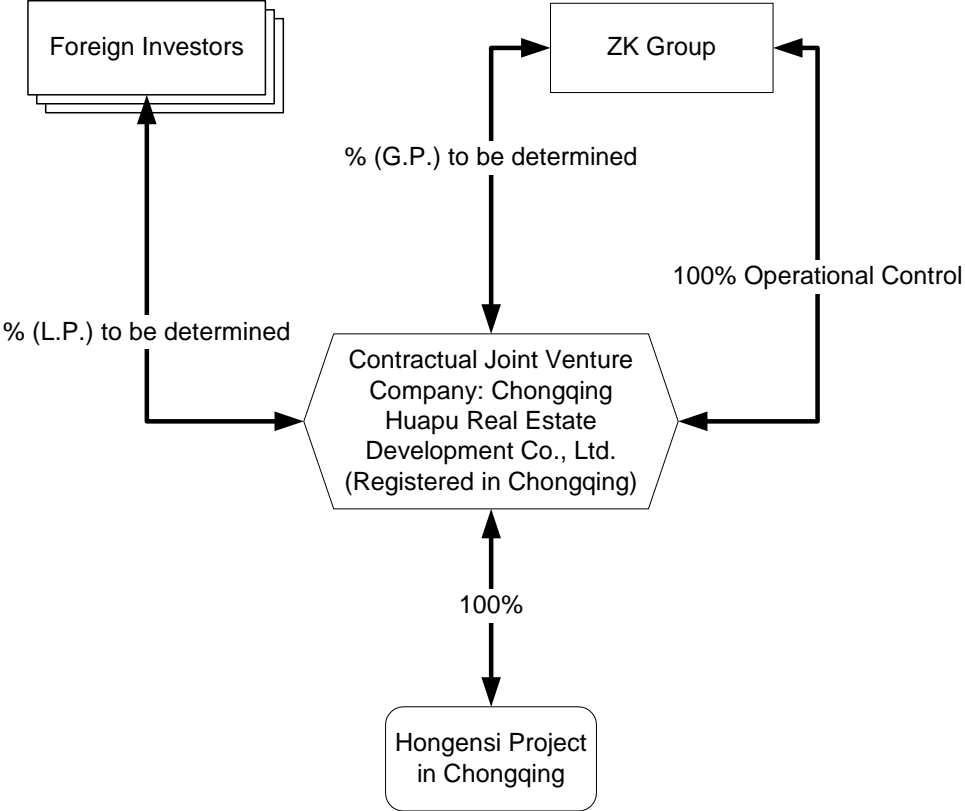 Foreign Investors
ZK Group
% (G.P.) to be determined
100% Operational Control
% (L.P.) to be determined
Contractual Joint Venture
Company: Chongqing
Huapu Real Estate
Development Co., Ltd.
(Registered in Chongqing)
100%
Hongensi Project
in Chongqing